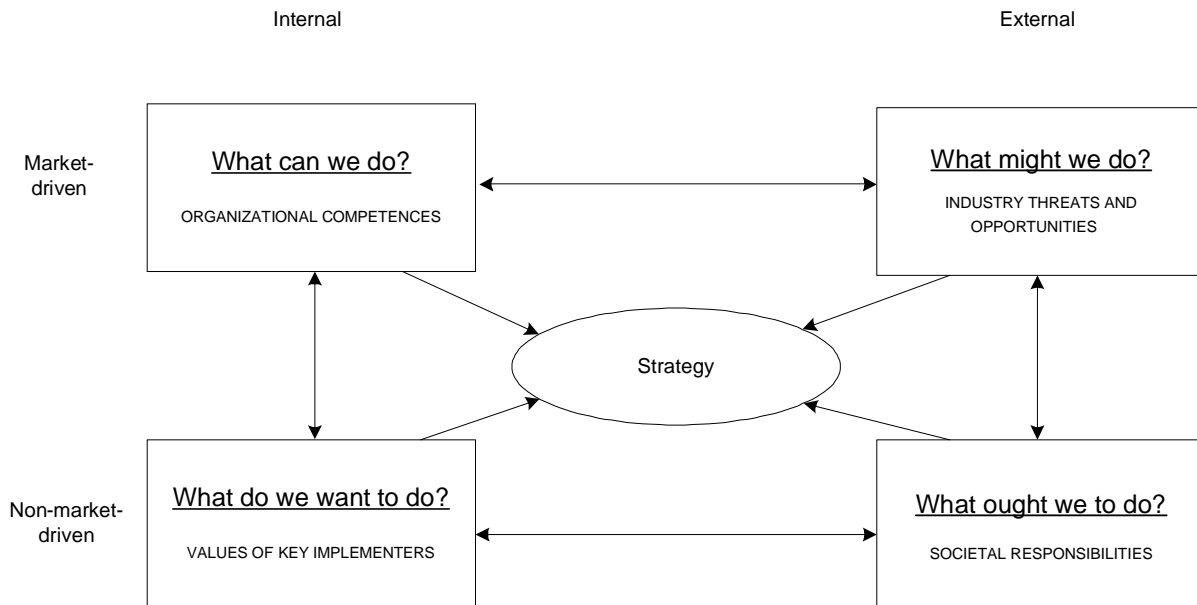 Internal
External
Market-
driven
What can we do?
ORGANIZATIONAL COMPETENCES
What might we do?
INDUSTRY THREATS AND
OPPORTUNITIES
Strategy
Non-market-
driven
What do we want to do?
VALUES OF KEY IMPLEMENTERS
What ought we to do?
SOCIETAL RESPONSIBILITIES